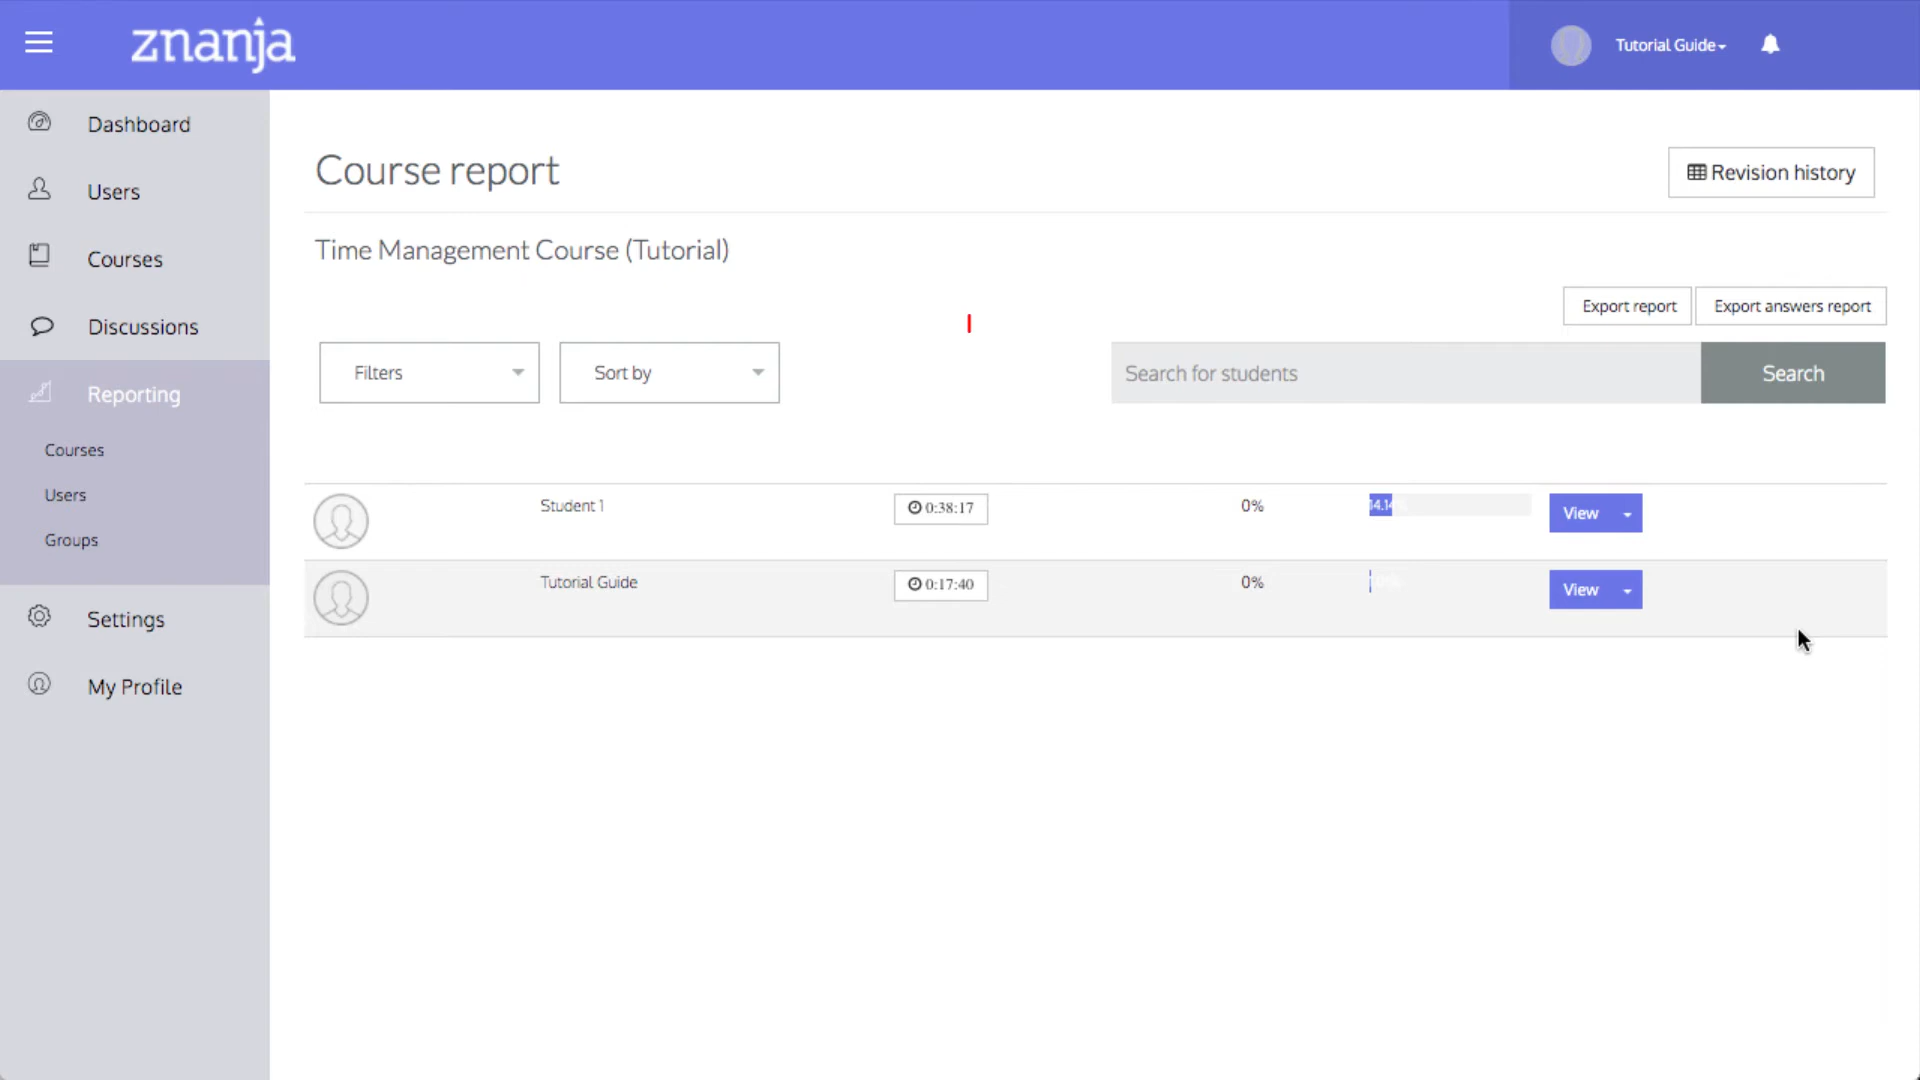 znanja
Tutorial Guide
Dashboard
Users
Courses
Discussions
Reporting
Courses
Users
Groups
Settings
My Profile
Course report
Revision history
Time Management Course (Tutorial)
Export report
Export answers report
Filters
Sort by
Search for students
Search
Student 1
0:38:17
0%
View
Tutorial Guide
0:17:40
0%
View